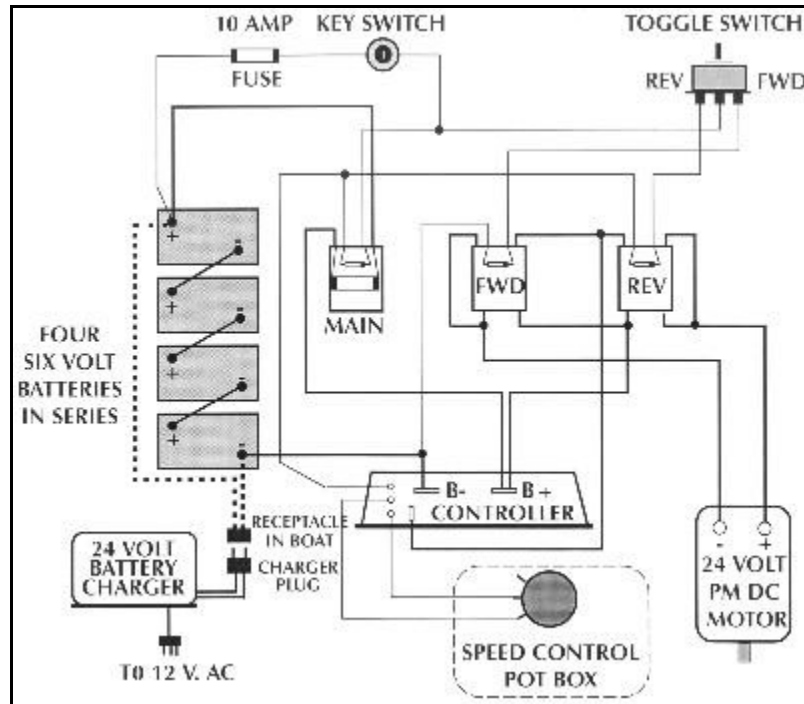 10 AMP
FUSE
KEY SWITCH
TOGGLE SWITCH
REV
FWD
+
-
+
-
+
-
+
-
MAIN
FWD
REV
FOUR
SIX VOLT
BATTERIES
IN SERIES
B-
B+
CONTROLLER
RECEPTACLE
IN BOAT
24 VOLT
BATTERY
CHARGER
CHARGER
PLUG
TO 12 V. AC
SPEED CONTROL
POT BOX
- +
24 VOLT
PM DC
MOTOR